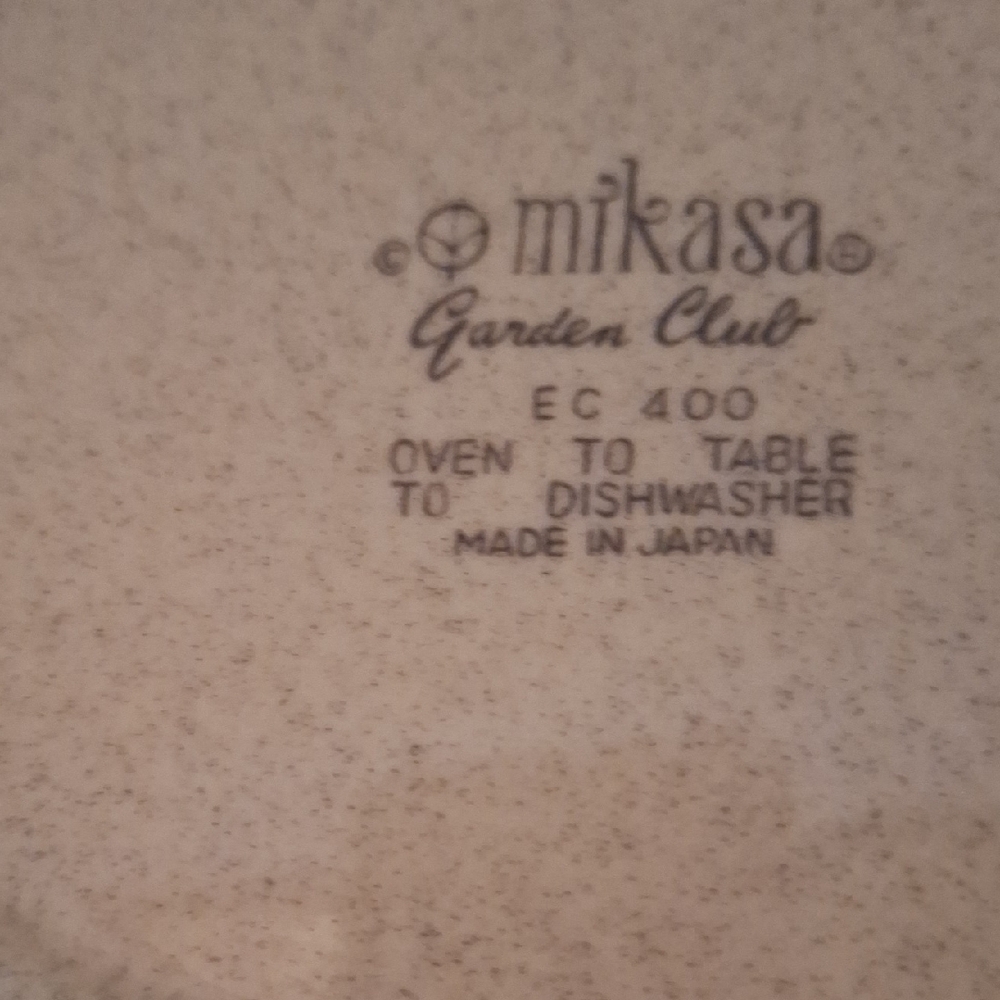 © mikasa ®
Garden Club
EC 400
OVEN TO TABLE
TO DISHWASHER
MADE IN JAPAN